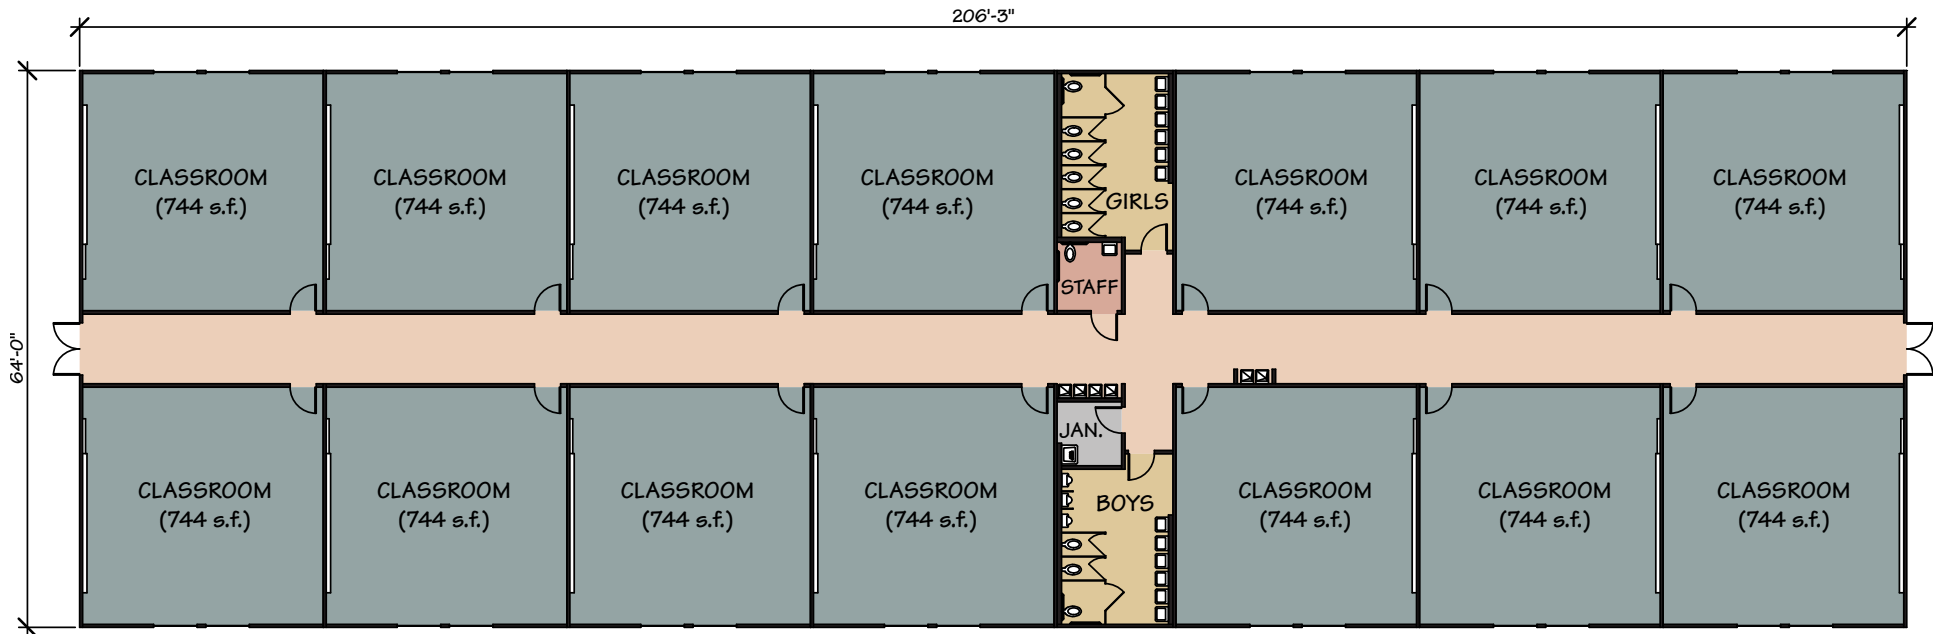 206'-3"
64'-0"
CLASSROOM
(744 s.f.)
CLASSROOM
(744 s.f.)
CLASSROOM
(744 s.f.)
CLASSROOM
(744 s.f.)
GIRLS
CLASSROOM
(744 s.f.)
CLASSROOM
(744 s.f.)
CLASSROOM
(744 s.f.)
STAFF
JAN.
CLASSROOM
(744 s.f.)
CLASSROOM
(744 s.f.)
CLASSROOM
(744 s.f.)
CLASSROOM
(744 s.f.)
BOYS
CLASSROOM
(744 s.f.)
CLASSROOM
(744 s.f.)
CLASSROOM
(744 s.f.)